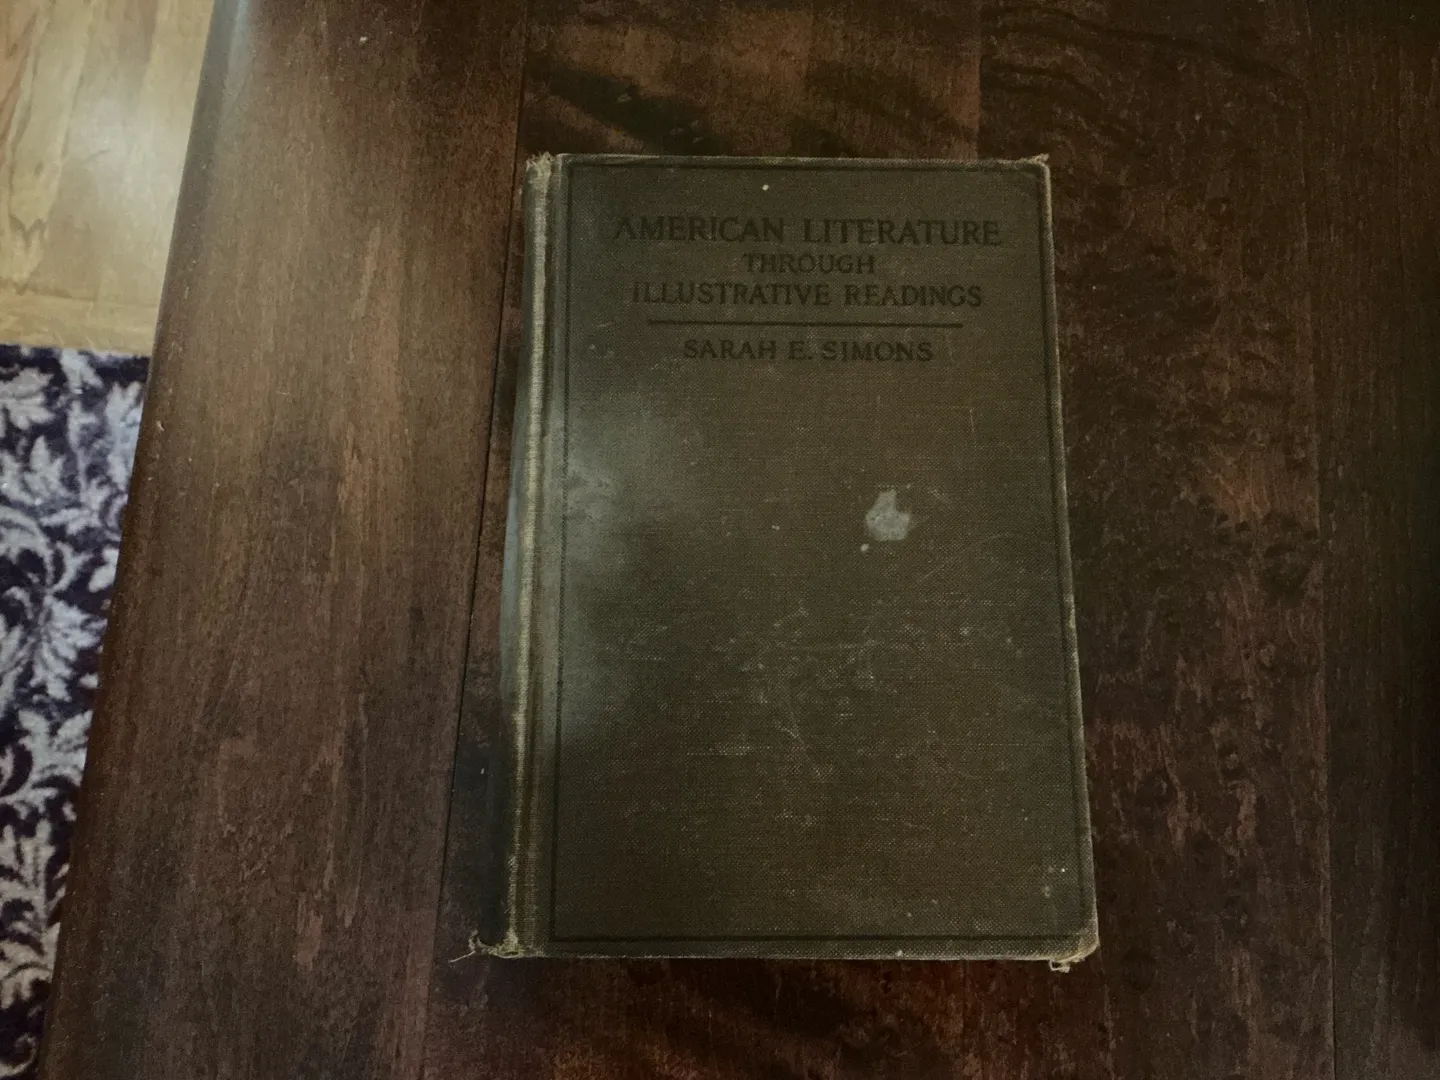 AMERICAN LITERATURE
THROUGH
ILLUSTRATIVE READINGS
SARAH E. SIMONS